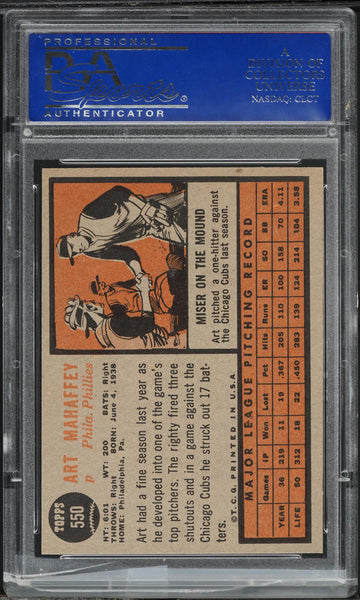 PROFESSIONAL
PSA
Sports ®
AUTHENTICATOR
A
DIVISION OF
COLLECTORS
UNIVERSE
NASDAQ: CLCT
TOPPS
550
ART MAHAFFEY
p Phila. Phillies
HT: 6:01 WT: 200 BATS: Right
THROWS: Right BORN: June 4, 1938
HOME: Philadelphia, Pa.
Art had a fine season last year as
he developed into one of the game's
top pitchers. The righty fired three
shutouts and in a game against the
Chicago Cubs he struck out 17 bat-
ters.
MISER ON THE MOUND
Art pitched a one-hitter against
the Chicago Cubs last season.
© T.C.G. PRINTED IN U.S.A.
MAJOR LEAGUE PITCHING RECORD
Games IP Won Lost Pct Hits Runs ER SO BB ERA
YEAR 36 219 11 19 .367 205 110 100 158 70 4.11
LIFE 50 312 18 22 .450 283 139 124 214 104 3.58